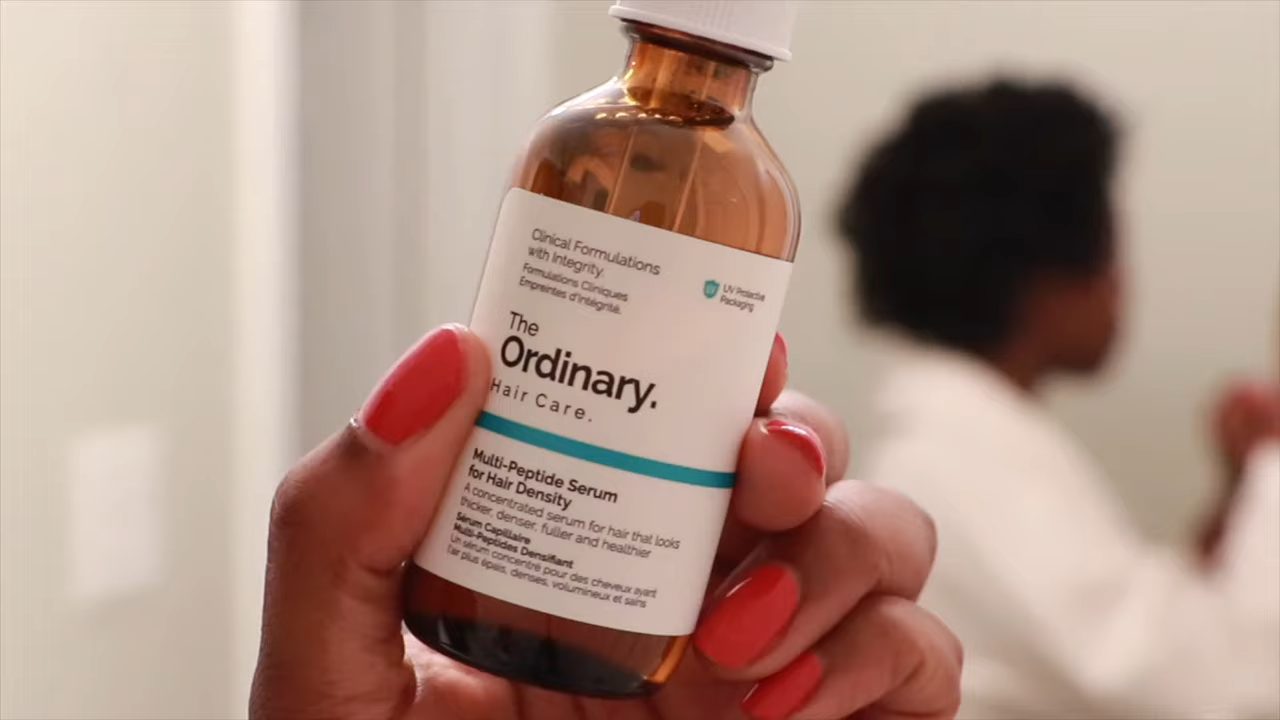 Clinical Formulations
with Integrity.
Formulations Cliniques
Empreintes d'Intégrité.
UV Protective
Packaging
The
Ordinary.
Hair Care.
Multi-Peptide Serum
for Hair Density
A concentrated serum for hair that looks
thicker, denser, fuller and healthier
Sérum Capillaire
Multi-Peptides Densifiant
Un sérum concentré pour des cheveux ayant
l'air plus épais, denses, volumineux et sains